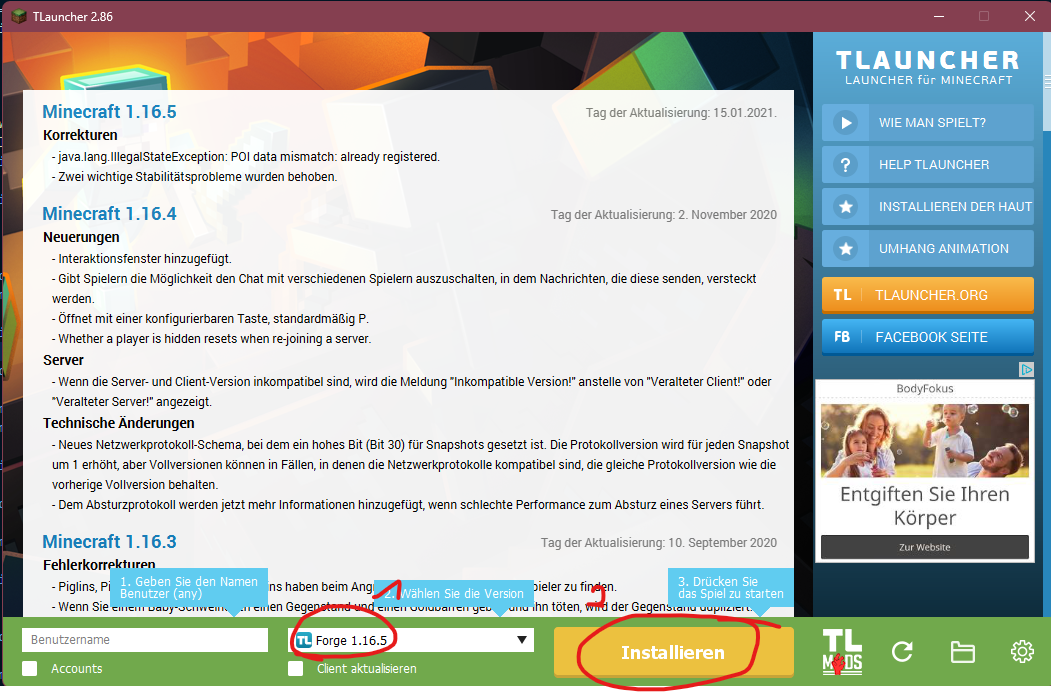 TLauncher 2.86
Minecraft 1.16.5
Tag der Aktualisierung: 15.01.2021.
Korrekturen
- java.lang.IllegalStateException: POI data mismatch: already registered.
- Zwei wichtige Stabilitätsprobleme wurden behoben.
Minecraft 1.16.4
Tag der Aktualisierung: 2. November 2020
Neuerungen
- Interaktionsfenster hinzugefügt.
- Gibt Spielern die Möglichkeit den Chat mit verschiedenen Spielern auszuschalten, in dem Nachrichten, die diese senden, versteckt
werden.
- Öffnet mit einer konfigurierbaren Taste, standardmäßig P.
- Whether a player is hidden resets when re-joining a server.
Server
- Wenn die Server- und Client-Version inkompatibel sind, wird die Meldung "Inkompatible Version!" anstelle von "Veralteter Client!" oder
"Veralteter Server!" angezeigt.
Technische Änderungen
- Neues Netzwerkprotokoll-Schema, bei dem ein hohes Bit (Bit 30) für Snapshots gesetzt ist. Die Protokollversion wird für jeden Snapshot
um 1 erhöht, aber Vollversionen können in Fällen, in denen die Netzwerkprotokolle kompatibel sind, die gleiche Protokollversion wie die
vorherige Vollversion behalten.
- Dem Absturzprotokoll werden jetzt mehr Informationen hinzugefügt, wenn schlechte Performance zum Absturz eines Servers führt.
Minecraft 1.16.3
Tag der Aktualisierung: 10. September 2020
Fehlerkorrekturen
- Piglins, haben beim zu finden.
- Wenn Sie einem Baby-Schwein einen Gegenstand und einen Goldbarren und ihn töten, wird der Gegenstand dupliziert.
1. Geben Sie den Namen
Benutzer (any)
1
2. Wählen Sie die Version
2
3. Drücken Sie
das Spiel zu starten
Benutzername
TL Forge 1.16.5
Installieren
Accounts
Client aktualisieren
TL
MODS
TLAUNCHER
LAUNCHER für MINECRAFT
WIE MAN SPIELT?
? HELP TLAUNCHER
INSTALLIEREN DER HAUT
UMHANG ANIMATION
TL TLAUNCHER.ORG
FB FACEBOOK SEITE
BodyFokus
Entgiften Sie Ihren
Körper
Zur Website